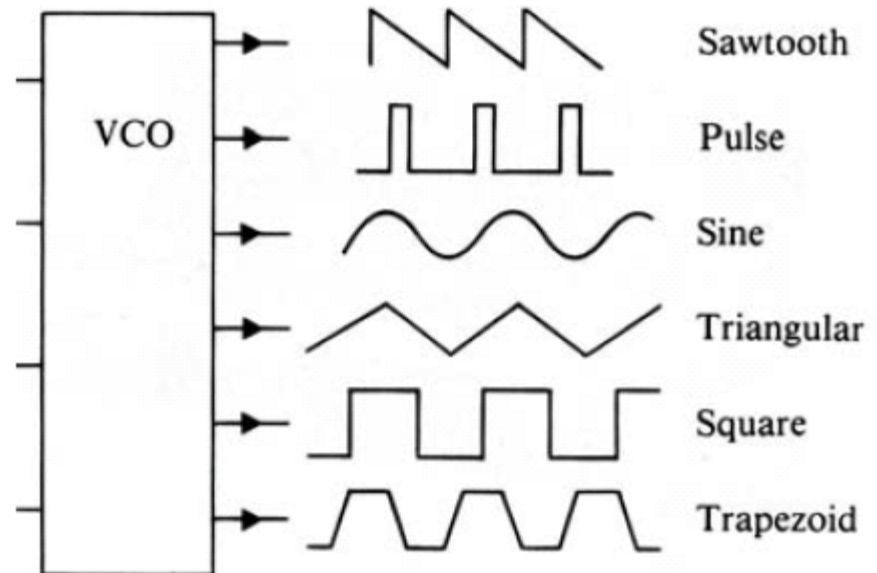 Sawtooth
VCO
Pulse
Sine
Triangular
Square
Trapezoid